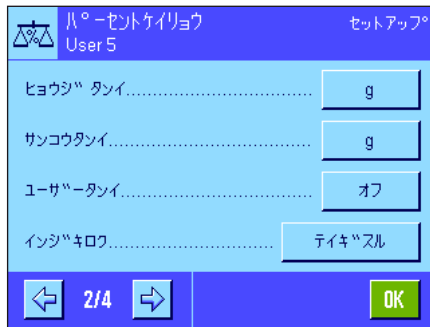 パーセントケイリョウ
セットアップ
User 5
ヒョウジ タンイ.......................................... g
サンコウタンイ............................................ g
ユーザータンイ.......................................... オフ
インジキロク................................ テイギスル
2/4
OK